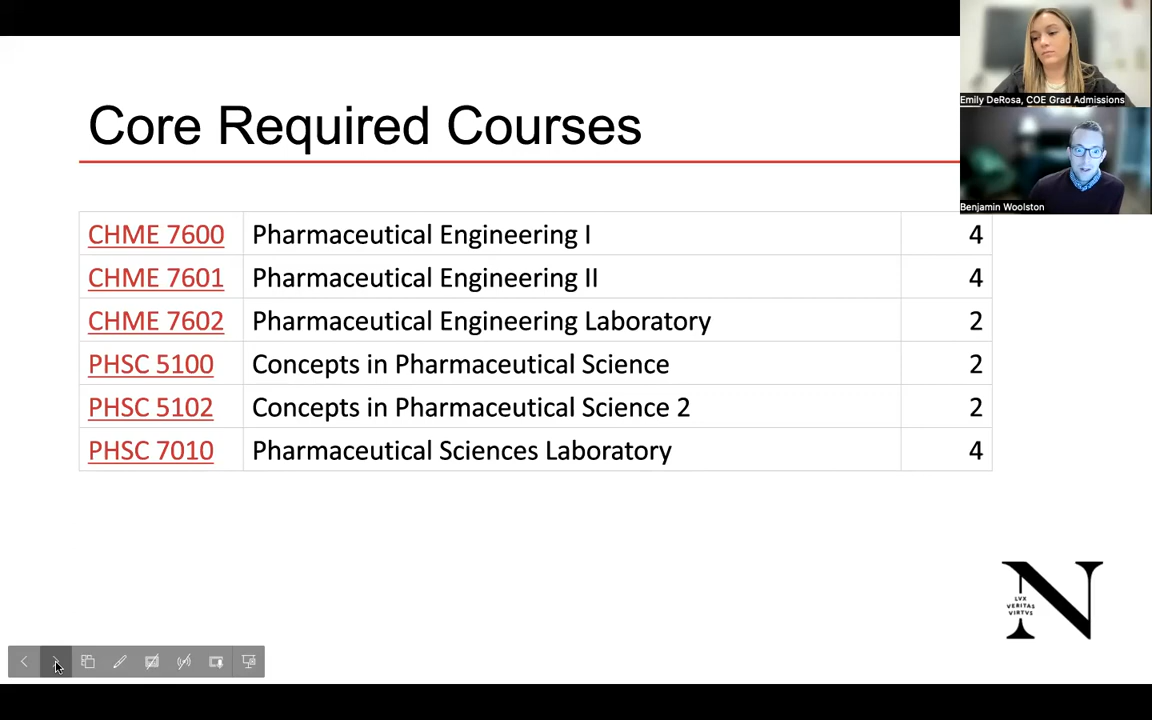 Core Required Courses
Emily DeRosa, COE Grad Admissions
Benjamin Woolston
CHME 7600 Pharmaceutical Engineering I 4
CHME 7601 Pharmaceutical Engineering II 4
CHME 7602 Pharmaceutical Engineering Laboratory 2
PHSC 5100 Concepts in Pharmaceutical Science 2
PHSC 5102 Concepts in Pharmaceutical Science 2 2
PHSC 7010 Pharmaceutical Sciences Laboratory 4
N
LVX
VERITAS
VIRTVS